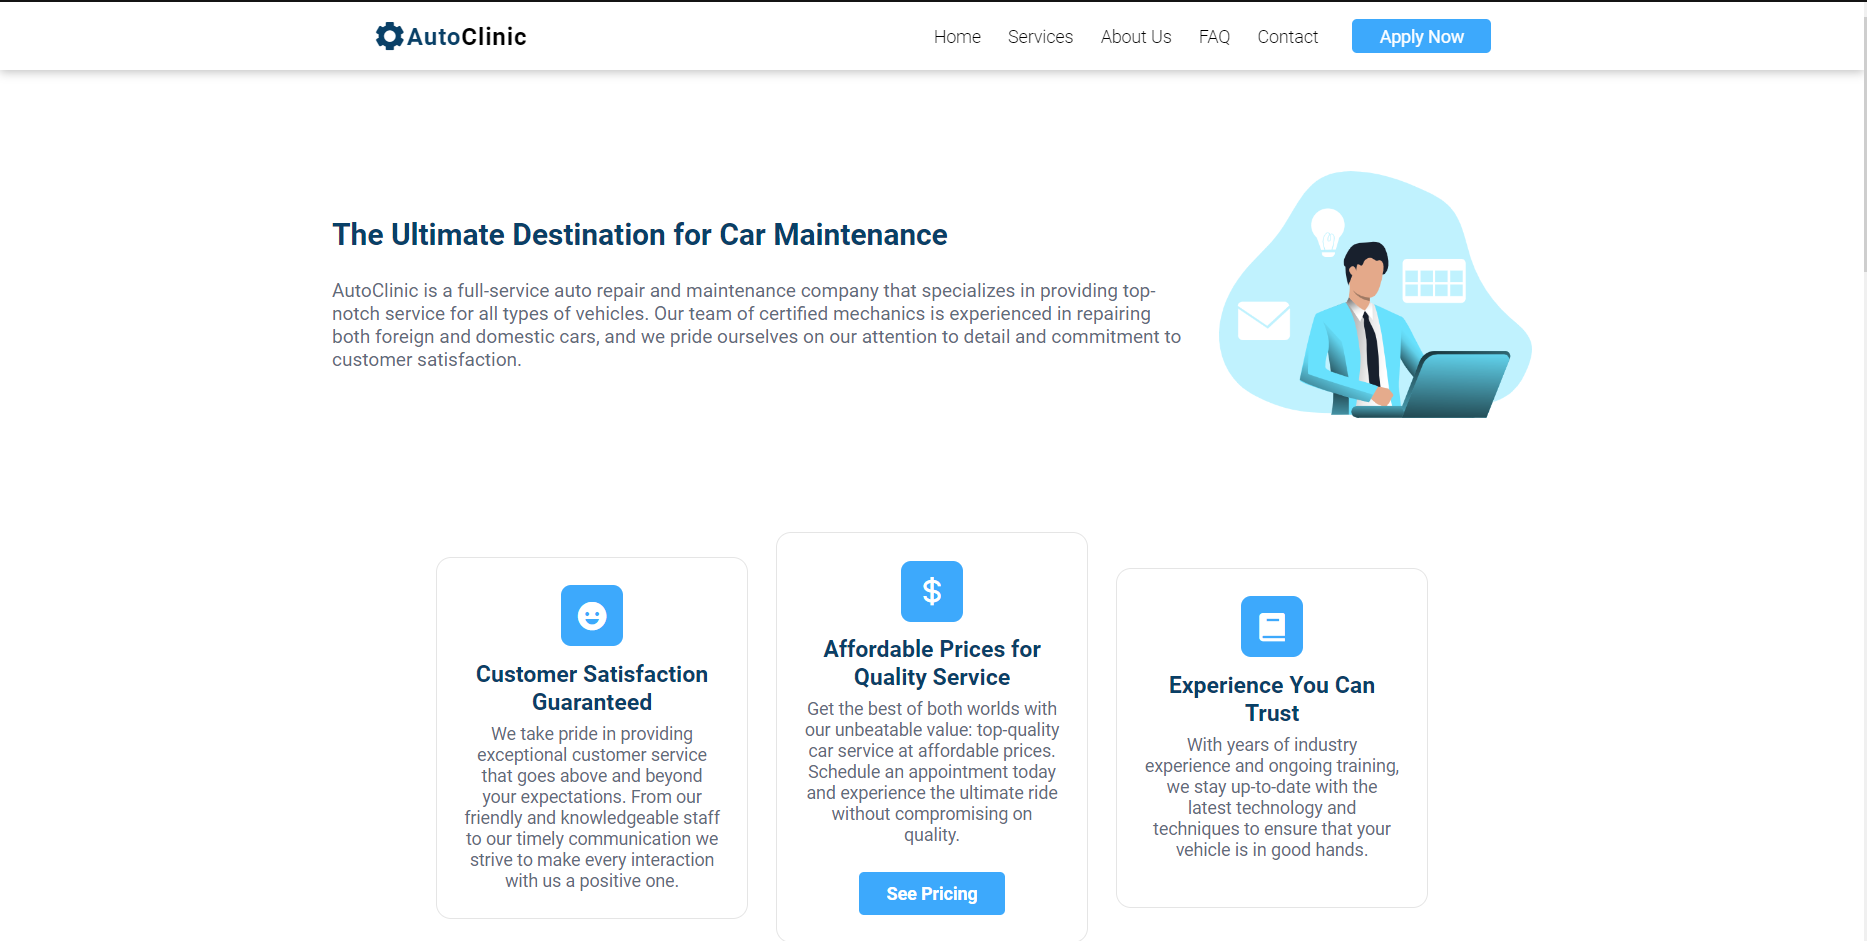 AutoClinic
Home
Services
About Us
FAQ
Contact
Apply Now
The Ultimate Destination for Car Maintenance
AutoClinic is a full-service auto repair and maintenance company that specializes in providing top-
notch service for all types of vehicles. Our team of certified mechanics is experienced in repairing
both foreign and domestic cars, and we pride ourselves on our attention to detail and commitment to
customer satisfaction.
Customer Satisfaction
Guaranteed
We take pride in providing
exceptional customer service
that goes above and beyond
your expectations. From our
friendly and knowledgeable staff
to our timely communication we
strive to make every interaction
with us a positive one.
$
Affordable Prices for
Quality Service
Get the best of both worlds with
our unbeatable value: top-quality
car service at affordable prices.
Schedule an appointment today
and experience the ultimate ride
without compromising on
quality.
See Pricing
Experience You Can
Trust
With years of industry
experience and ongoing training,
we stay up-to-date with the
latest technology and
techniques to ensure that your
vehicle is in good hands.